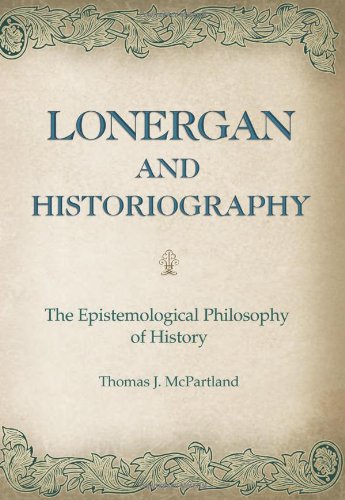 LONERGAN
AND
HISTORIOGRAPHY
The Epistemological Philosophy
of History
Thomas J. McPartland